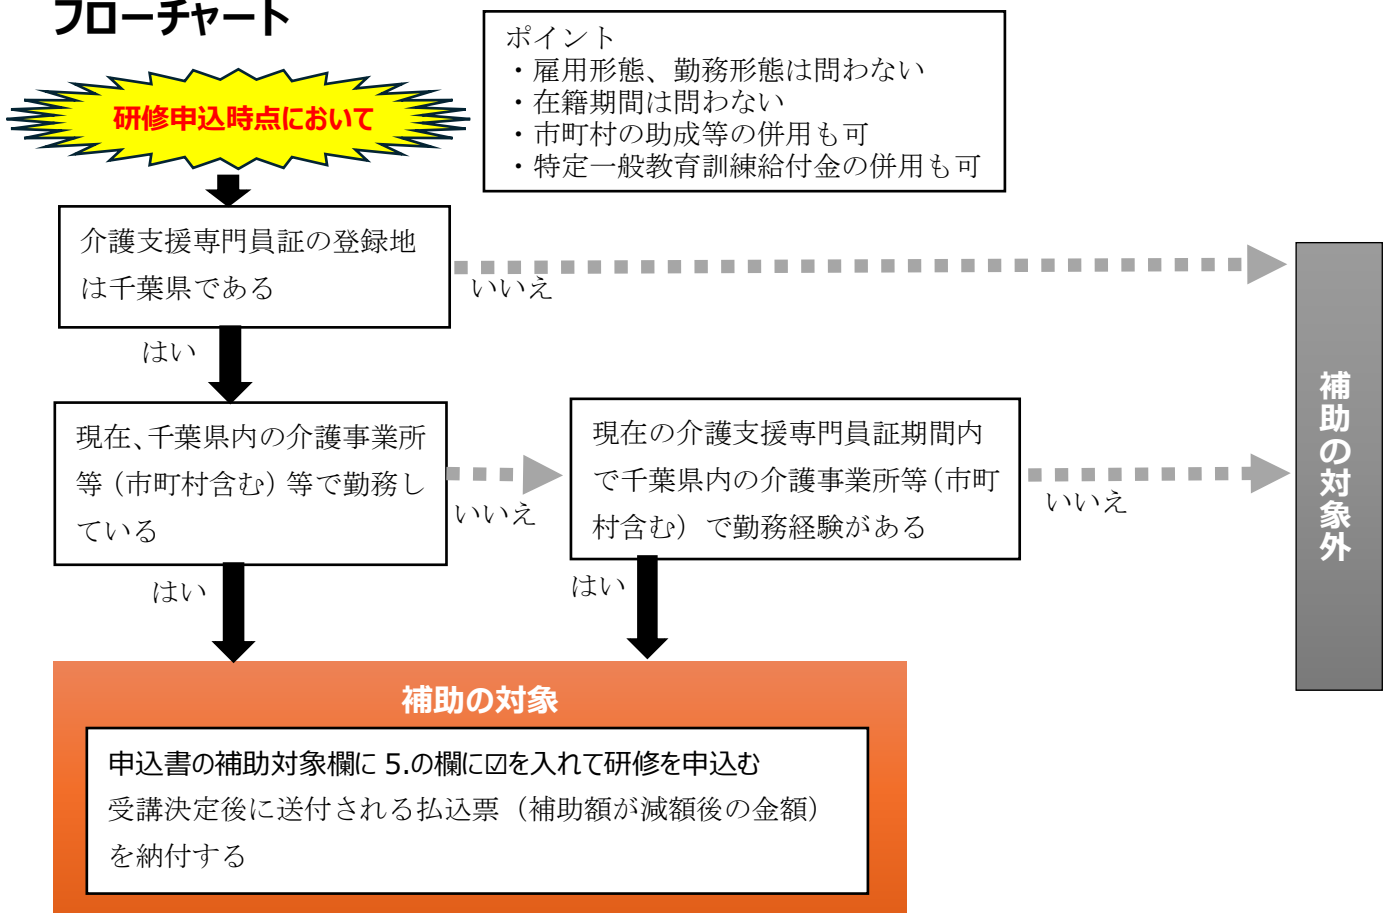 フローチャート
研修申込時点において
ポイント
・雇用形態、勤務形態は問わない
・在籍期間は問わない
・市町村の助成等の併用も可
・特定一般教育訓練給付金の併用も可
介護支援専門員証の登録地
は千葉県である
いいえ
はい
現在、千葉県内の介護事業所
等（市町村含む）等で勤務し
ている
いいえ
現在の介護支援専門員証期間内
で千葉県内の介護事業所等（市町
村含む）で勤務経験がある
いいえ
はい
はい
補助の対象外
補助の対象
申込書の補助対象欄に 5.の欄に☑を入れて研修を申込む
受講決定後に送付される払込票（補助額が減額後の金額）
を納付する